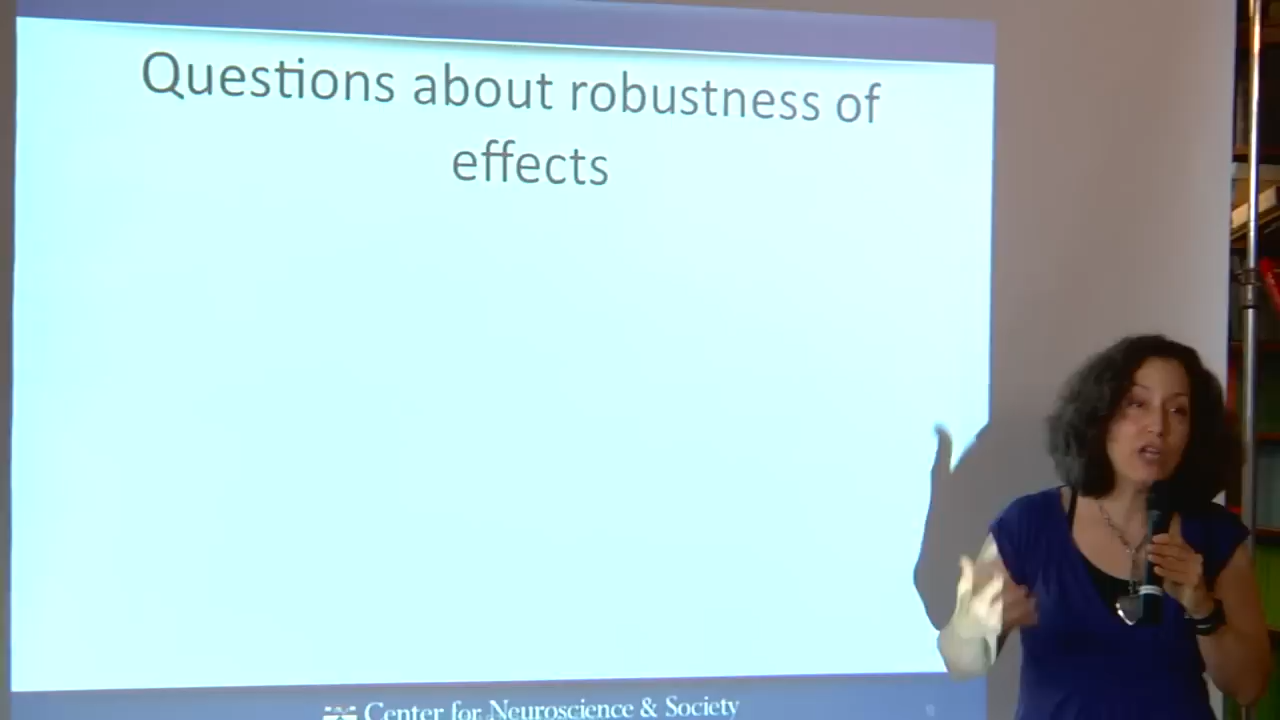 Questions about robustness of
effects
Center for Neuroscience & Society